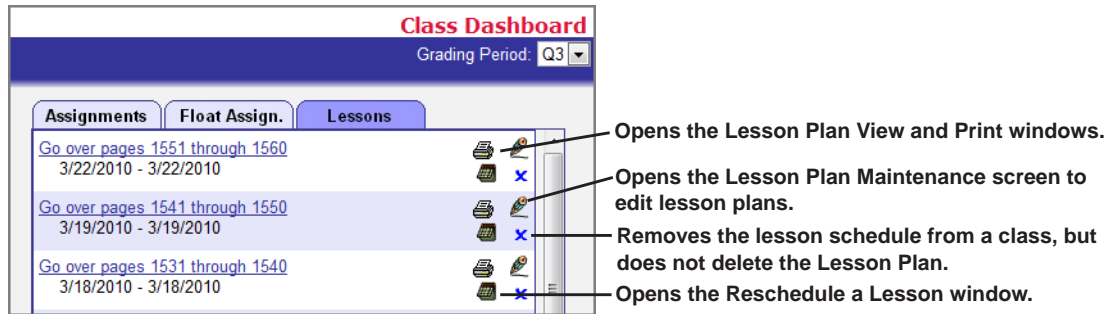 Class Dashboard
Grading Period: Q3
Assignments Float Assign. Lessons
Go over pages 1551 through 1560
3/22/2010 - 3/22/2010
Go over pages 1541 through 1550
3/19/2010 - 3/19/2010
Go over pages 1531 through 1540
3/18/2010 - 3/18/2010
Opens the Lesson Plan View and Print windows.
Opens the Lesson Plan Maintenance screen to
edit lesson plans.
Removes the lesson schedule from a class, but
does not delete the Lesson Plan.
Opens the Reschedule a Lesson window.